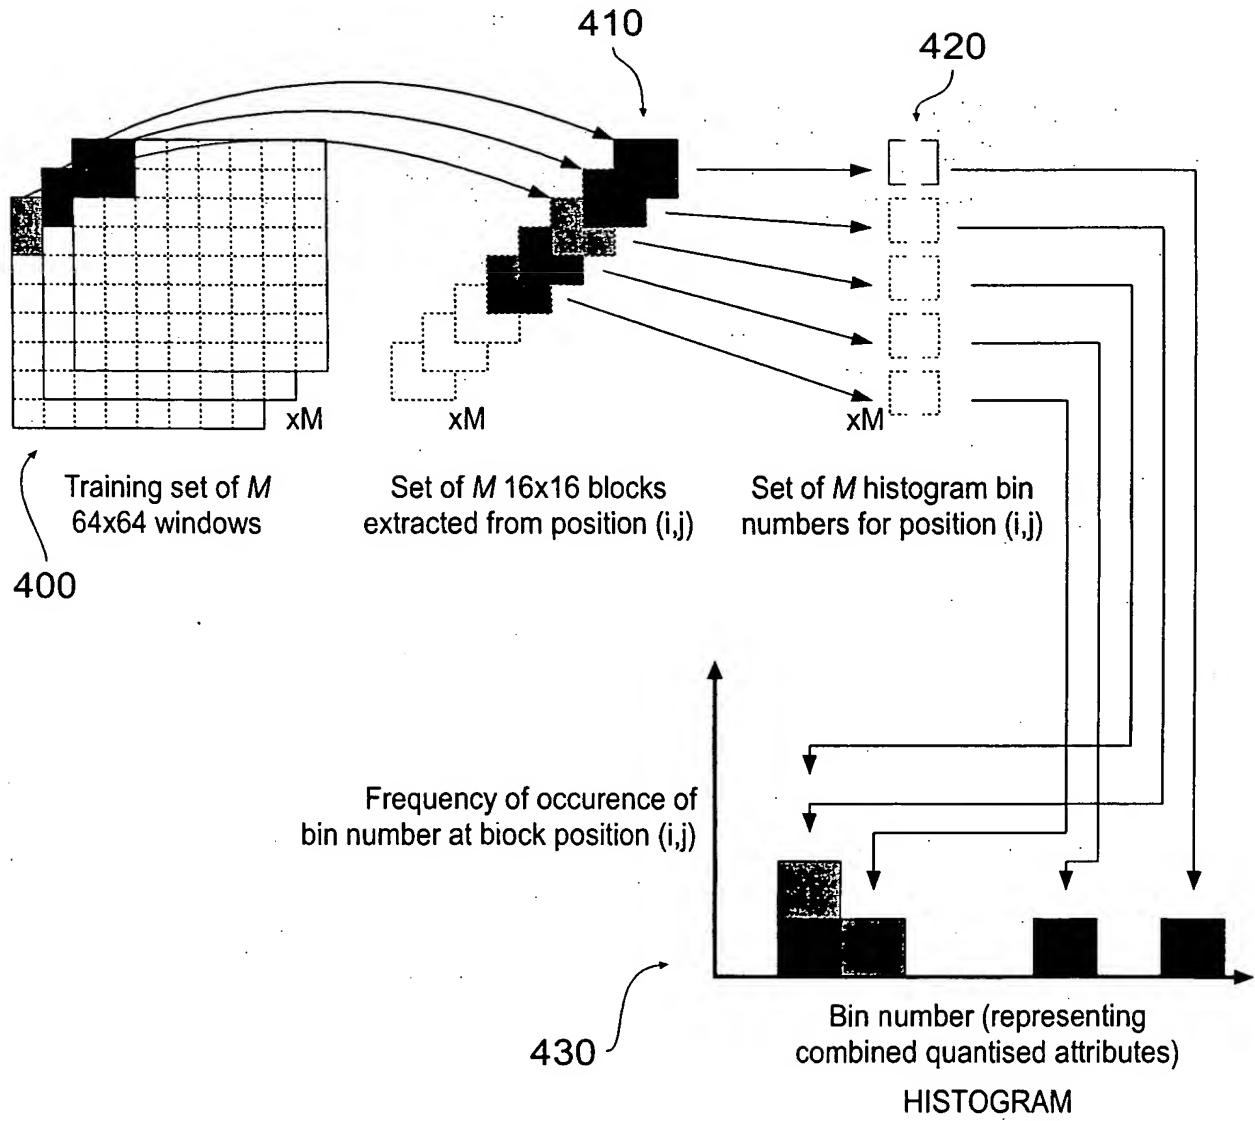 410
420
xM
xM
xM
Training set of M
64x64 windows
Set of M 16x16 blocks
extracted from position (i,j)
Set of M histogram bin
numbers for position (i,j)
400
Frequency of occurence of
bin number at block position (i,j)
430
Bin number (representing
combined quantised attributes)
HISTOGRAM